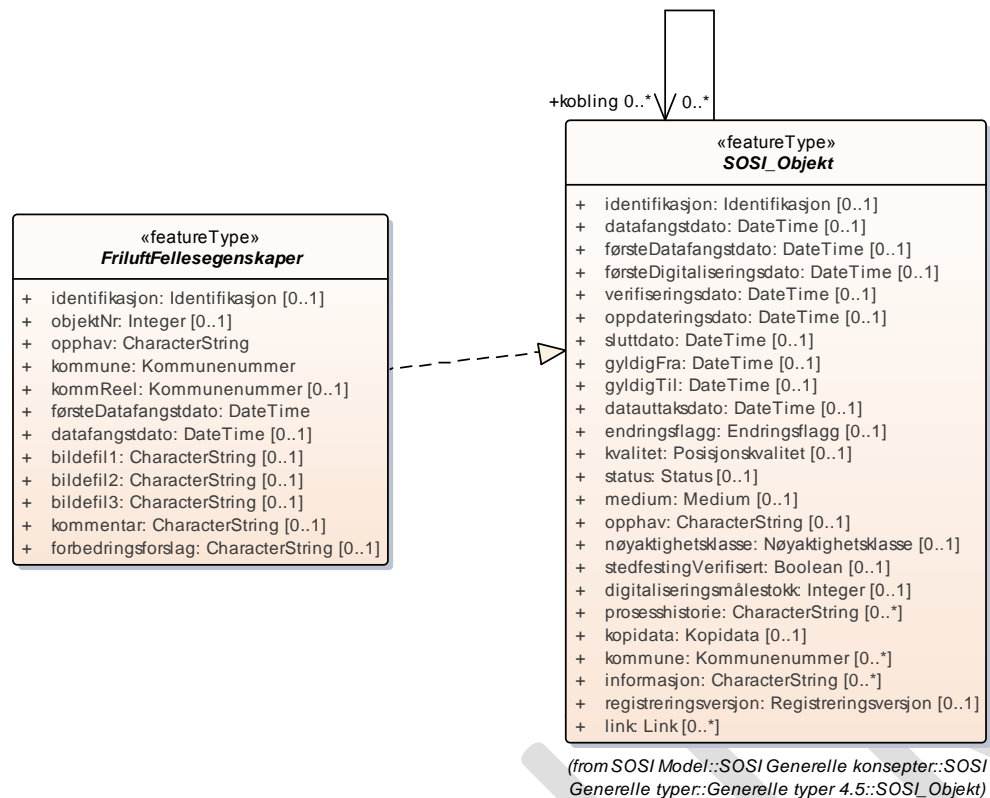 +kobling 0..*
0..*
«featureType»
SOSI_Objekt
+ identifikasjon: Identifikasjon [0..1]
+ datafangstdato: DateTime [0..1]
+ førsteDatafangstdato: DateTime [0..1]
+ førsteDigitaliseringsdato: DateTime [0..1]
+ verifiseringsdato: DateTime [0..1]
+ oppdateringsdato: DateTime [0..1]
+ sluttdato: DateTime [0..1]
+ gyldigFra: DateTime [0..1]
+ gyldigTil: DateTime [0..1]
+ datauttaksdato: DateTime [0..1]
+ endringsflagg: Endringsflagg [0..1]
+ kvalitet: Posisjonskvalitet [0..1]
+ status: Status [0..1]
+ medium: Medium [0..1]
+ opphav: CharacterString [0..1]
+ nøyaktighetsklasse: Nøyaktighetsklasse [0..1]
+ stedfestingVerifisert: Boolean [0..1]
+ digitaliseringsmålestokk: Integer [0..1]
+ prosesshistorie: CharacterString [0..*]
+ kopidata: Kopidata [0..1]
+ kommune: Kommunenummer [0..*]
+ informasjon: CharacterString [0..*]
+ registreringsversjon: Registreringsversjon [0..1]
+ link: Link [0..*]
(from SOSI Model::SOSI Generelle konsepter::SOSI
Generelle typer::Generelle typer 4.5::SOSI_Objekt)
«featureType»
FriluftFellesegenskaper
+ identifikasjon: Identifikasjon [0..1]
+ objektNr: Integer [0..1]
+ opphav: CharacterString
+ kommune: Kommunenummer
+ kommReel: Kommunenummer [0..1]
+ førsteDatafangstdato: DateTime
+ datafangstdato: DateTime [0..1]
+ bildefil1: CharacterString [0..1]
+ bildefil2: CharacterString [0..1]
+ bildefil3: CharacterString [0..1]
+ kommentar: CharacterString [0..1]
+ forbedringsforslag: CharacterString [0..1]